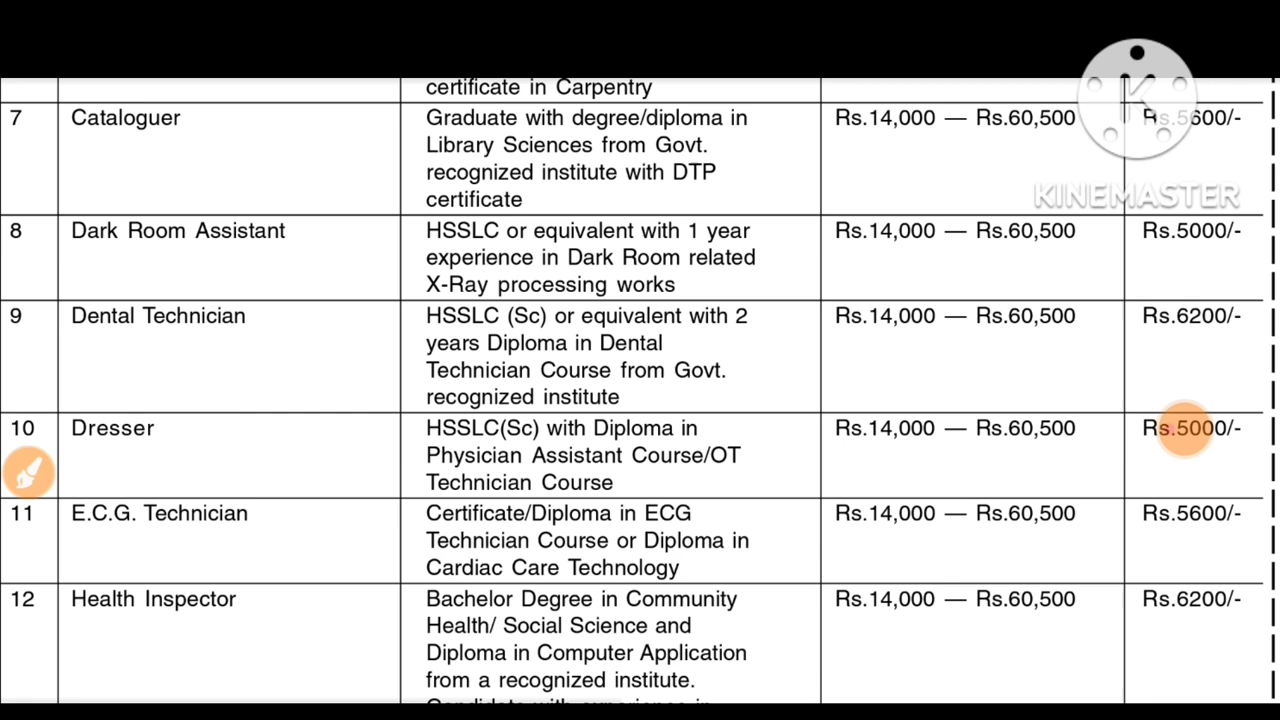 certificate in Carpentry
7 Cataloguer Graduate with degree/diploma in Rs.14,000 — Rs.60,500 Rs.5600/-
Library Sciences from Govt.
recognized institute with DTP
certificate
KINEMASTER
8 Dark Room Assistant HSSLC or equivalent with 1 year Rs.14,000 — Rs.60,500 Rs.5000/-
experience in Dark Room related
X-Ray processing works
9 Dental Technician HSSLC (Sc) or equivalent with 2 Rs.14,000 — Rs.60,500 Rs.6200/-
years Diploma in Dental
Technician Course from Govt.
recognized institute
10 Dresser HSSLC(Sc) with Diploma in Rs.14,000 — Rs.60,500 Rs.5000/-
Physician Assistant Course/OT
Technician Course
11 E.C.G. Technician Certificate/Diploma in ECG Rs.14,000 — Rs.60,500 Rs.5600/-
Technician Course or Diploma in
Cardiac Care Technology
12 Health Inspector Bachelor Degree in Community Rs.14,000 — Rs.60,500 Rs.6200/-
Health/ Social Science and
Diploma in Computer Application
from a recognized institute.